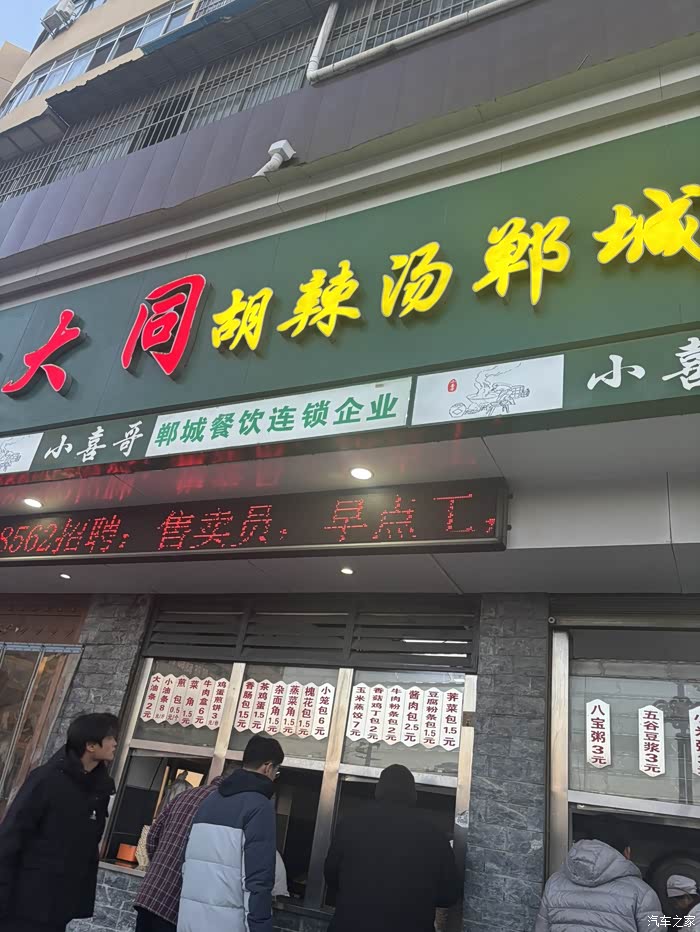 大同胡辣汤郸城
小喜哥
郸城餐饮连锁企业
小喜
8562招聘：售卖员，早点工，
大油条2元
小油条8
煎包0.5元
菜角1.5元
牛肉盒6元
鸡蛋煎饼3元
香肠包1.5元
茶鸡蛋1.5元
杂面角1.5元
蒸菜角1.5元
槐花包1.5元
小笼包6元
玉米蒸饺7元
香菇鸡丁包2元
牛肉粉条包2元
酱肉包2.5元
豆腐粉条包1.5元
荠菜包1.5元
八宝粥3元
五谷豆浆3元
汽车之家